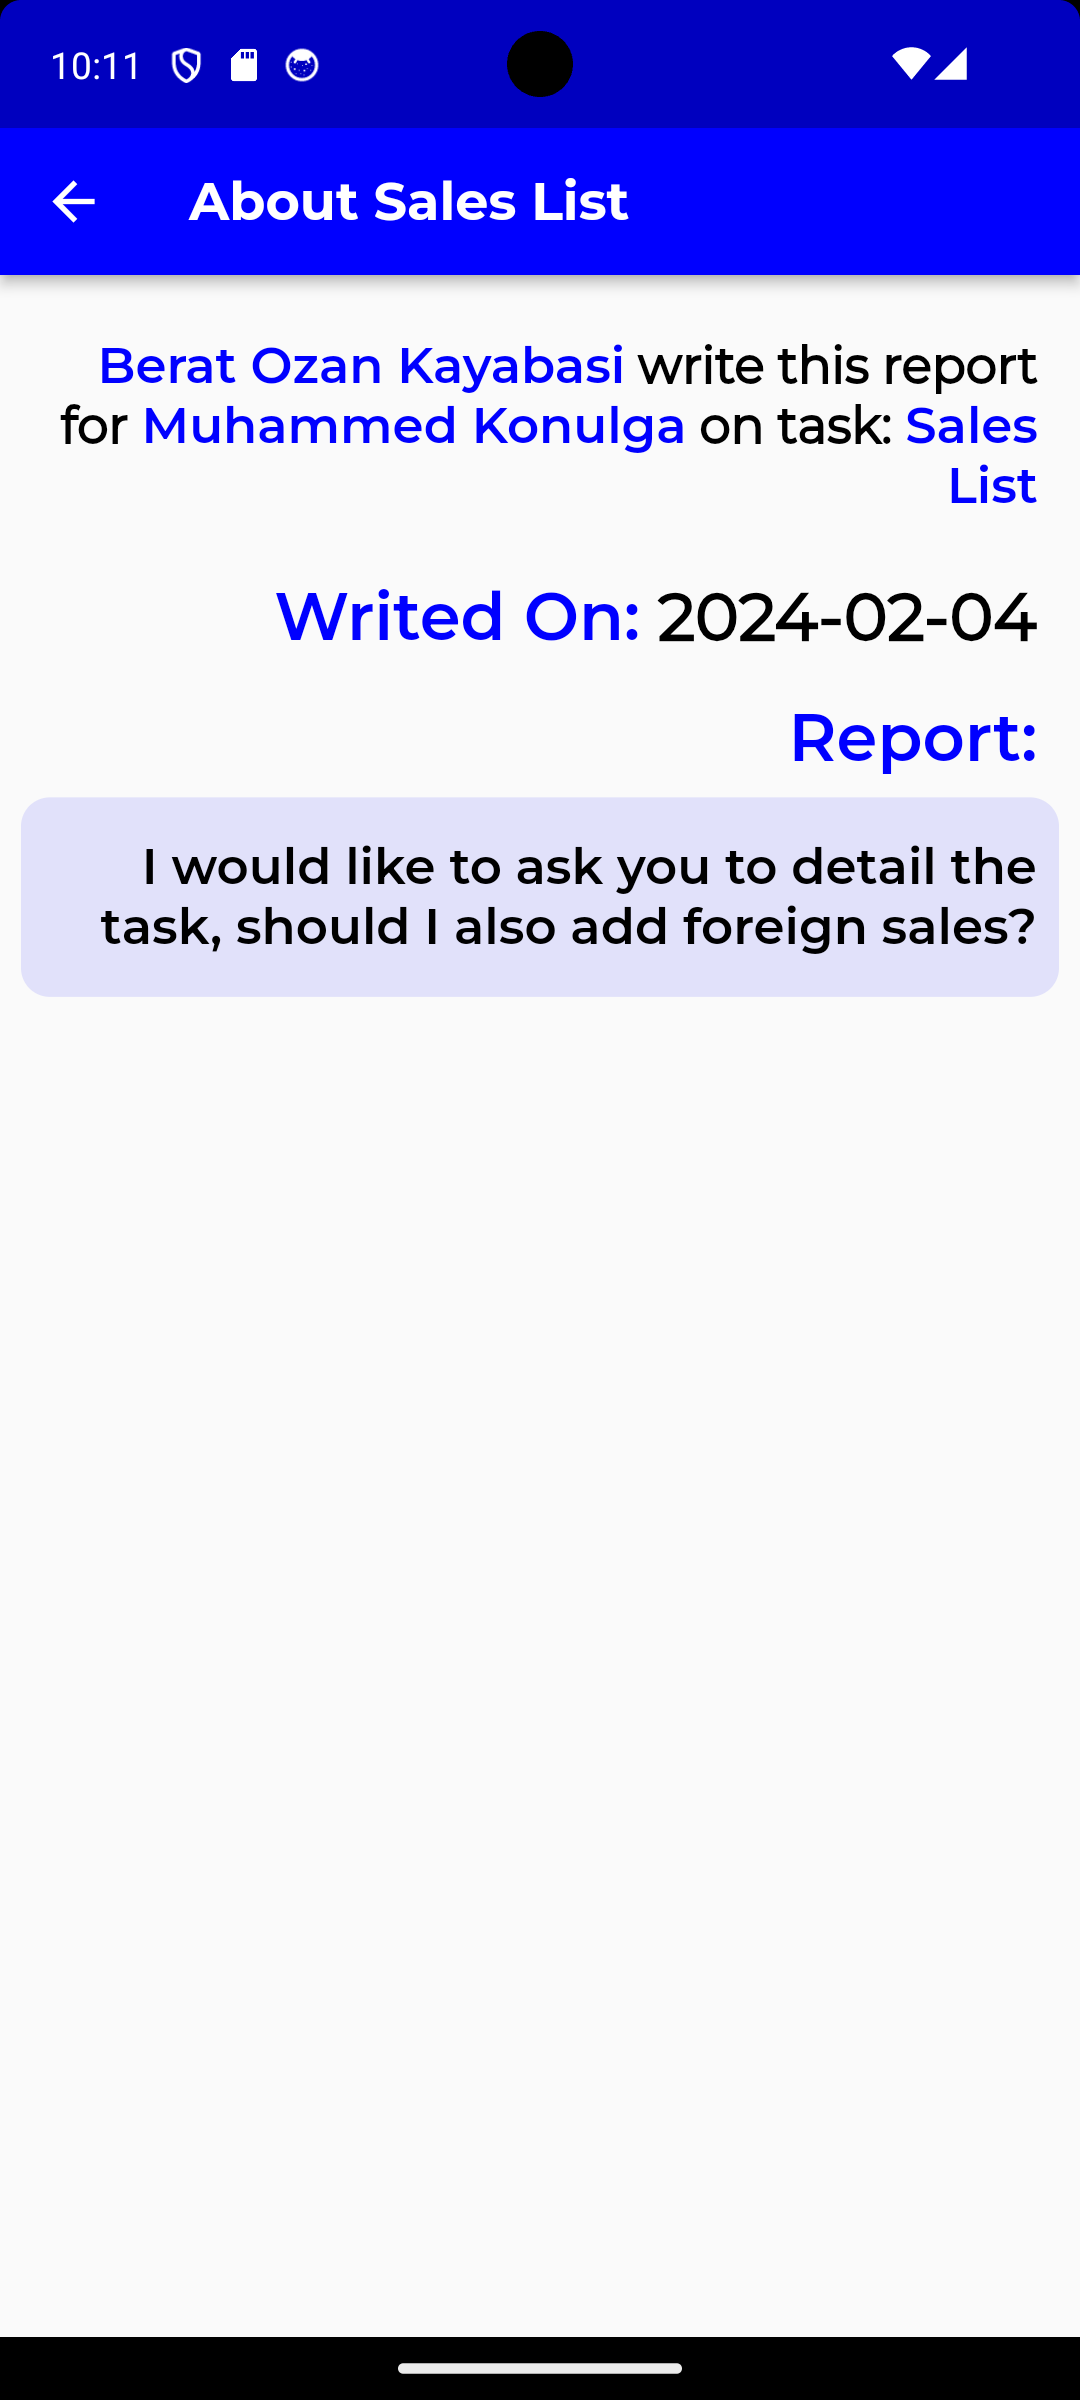 10:11
About Sales List
Berat Ozan Kayabasi write this report
for Muhammed Konulga on task: Sales
List
Writed On: 2024-02-04
Report:
I would like to ask you to detail the
task, should I also add foreign sales?